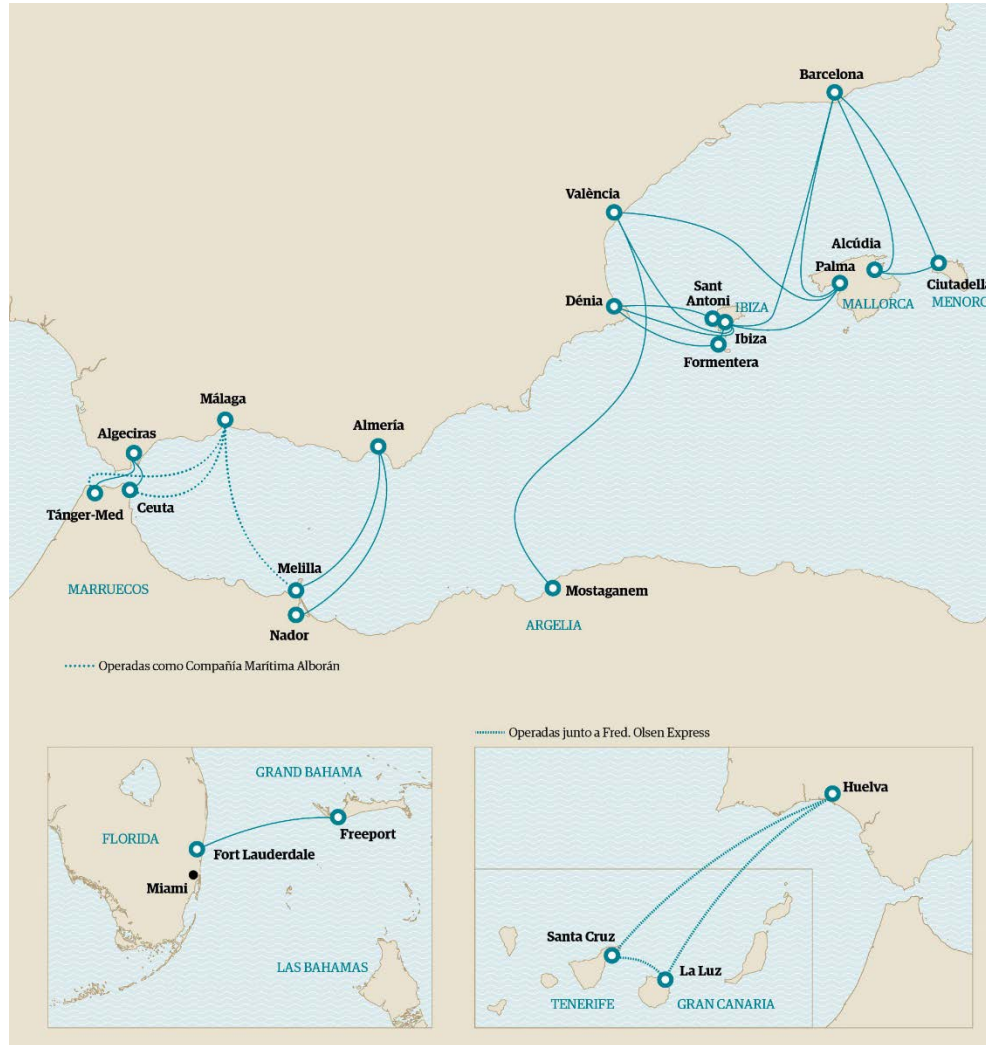 Barcelona
València
Alcúdia
Palma
Ciutadella
MENORC
MALLORCA
Dénia
Sant
Antoni
IBIZA
Ibiza
Formentera
Málaga
Almería
Algeciras
Tánger-Med
Ceuta
Melilla
Mostaganem
MARRUECOS
Nador
ARGELIA
Operadas como Compañía Marítima Alborán
Operadas junto a Fred. Olsen Express
GRAND BAHAMA
FLORIDA
Freeport
Fort Lauderdale
Miami
LAS BAHAMAS
Huelva
Santa Cruz
La Luz
TENERIFE
GRAN CANARIA